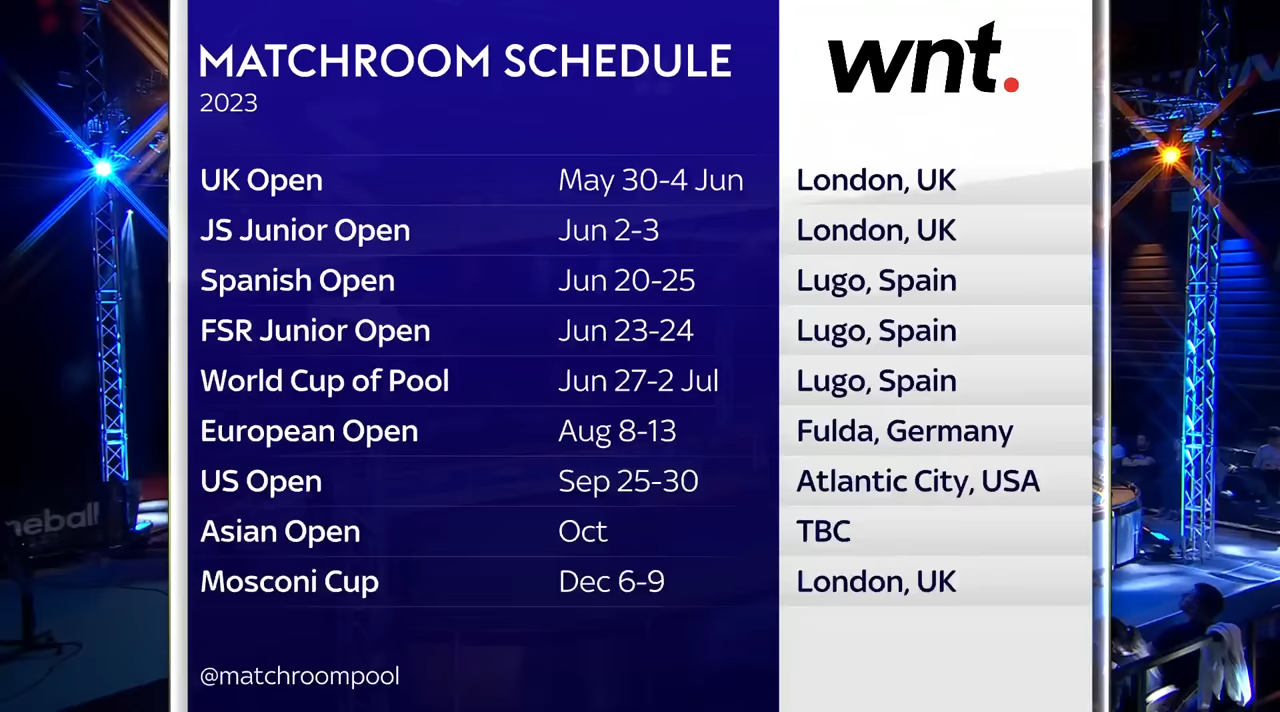 MATCHROOM SCHEDULE
2023
wnt.
UK Open May 30-4 Jun London, UK
JS Junior Open Jun 2-3 London, UK
Spanish Open Jun 20-25 Lugo, Spain
FSR Junior Open Jun 23-24 Lugo, Spain
World Cup of Pool Jun 27-2 Jul Lugo, Spain
European Open Aug 8-13 Fulda, Germany
US Open Sep 25-30 Atlantic City, USA
Asian Open Oct TBC
Mosconi Cup Dec 6-9 London, UK
@matchroompool
neball